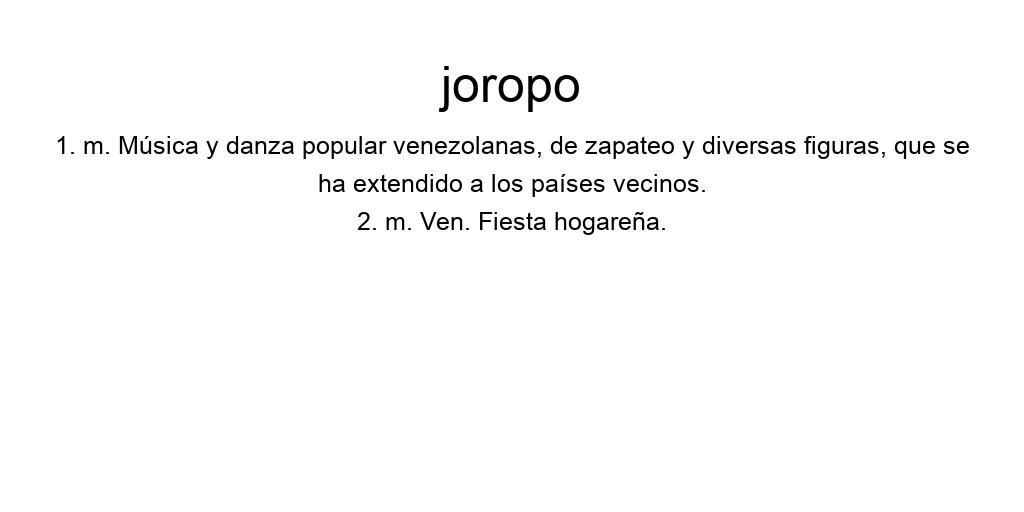 joropo
1. m. Música y danza popular venezolanas, de zapateo y diversas figuras, que se
ha extendido a los países vecinos.
2. m. Ven. Fiesta hogareña.